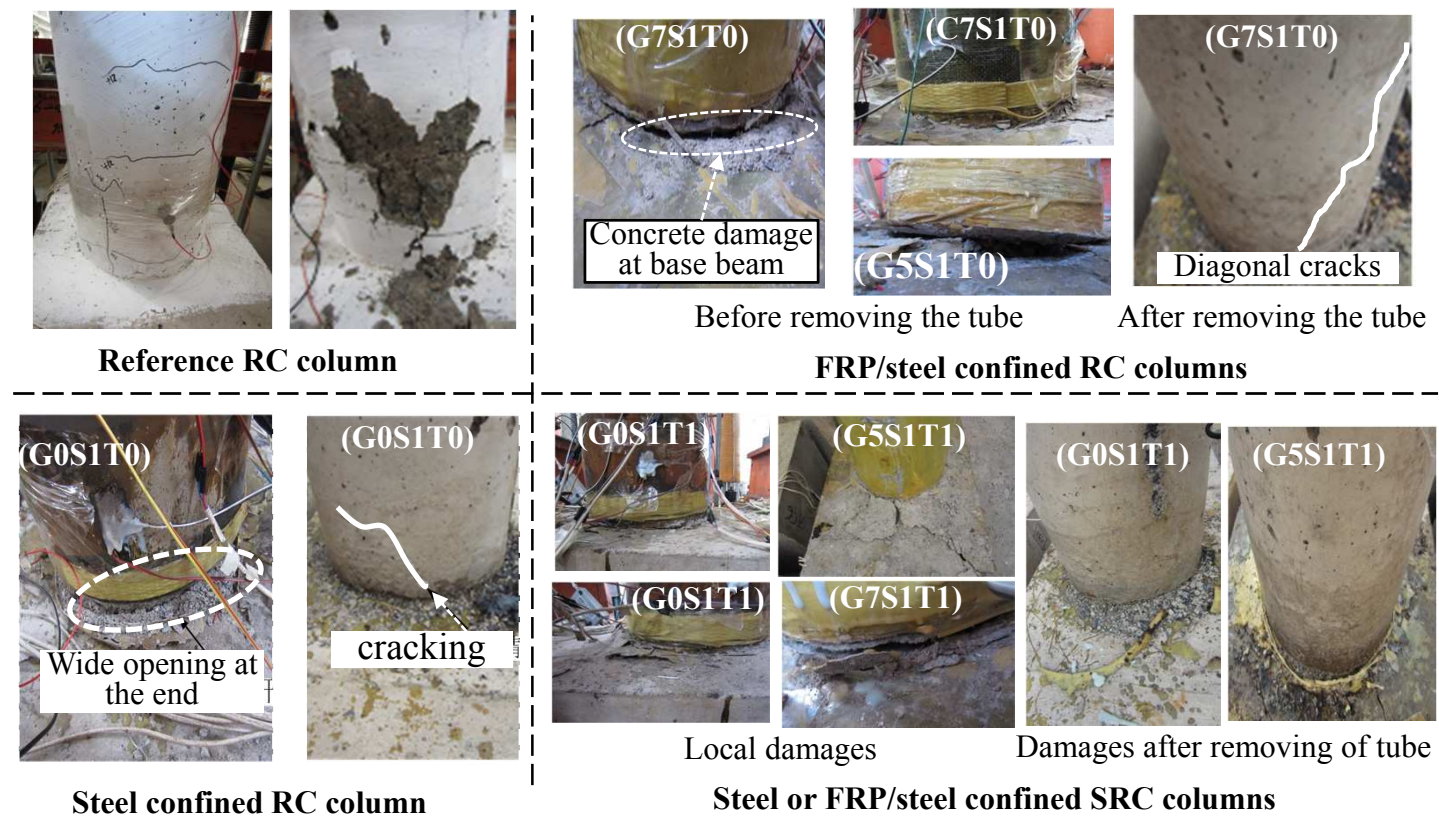 (G7S1T0)
(C7S1T0)
(G7S1T0)
Concrete damage
at base beam
(G5S1T0)
Diagonal cracks
Before removing the tube
After removing the tube
Reference RC column
FRP/steel confined RC columns
(G0S1T0)
(G0S1T0)
Wide opening at
the end
cracking
Steel confined RC column
(G0S1T1)
(G5S1T1)
(G0S1T1)
(G5S1T1)
(G0S1T1)
(G7S1T1)
Local damages
Damages after removing of tube
Steel or FRP/steel confined SRC columns